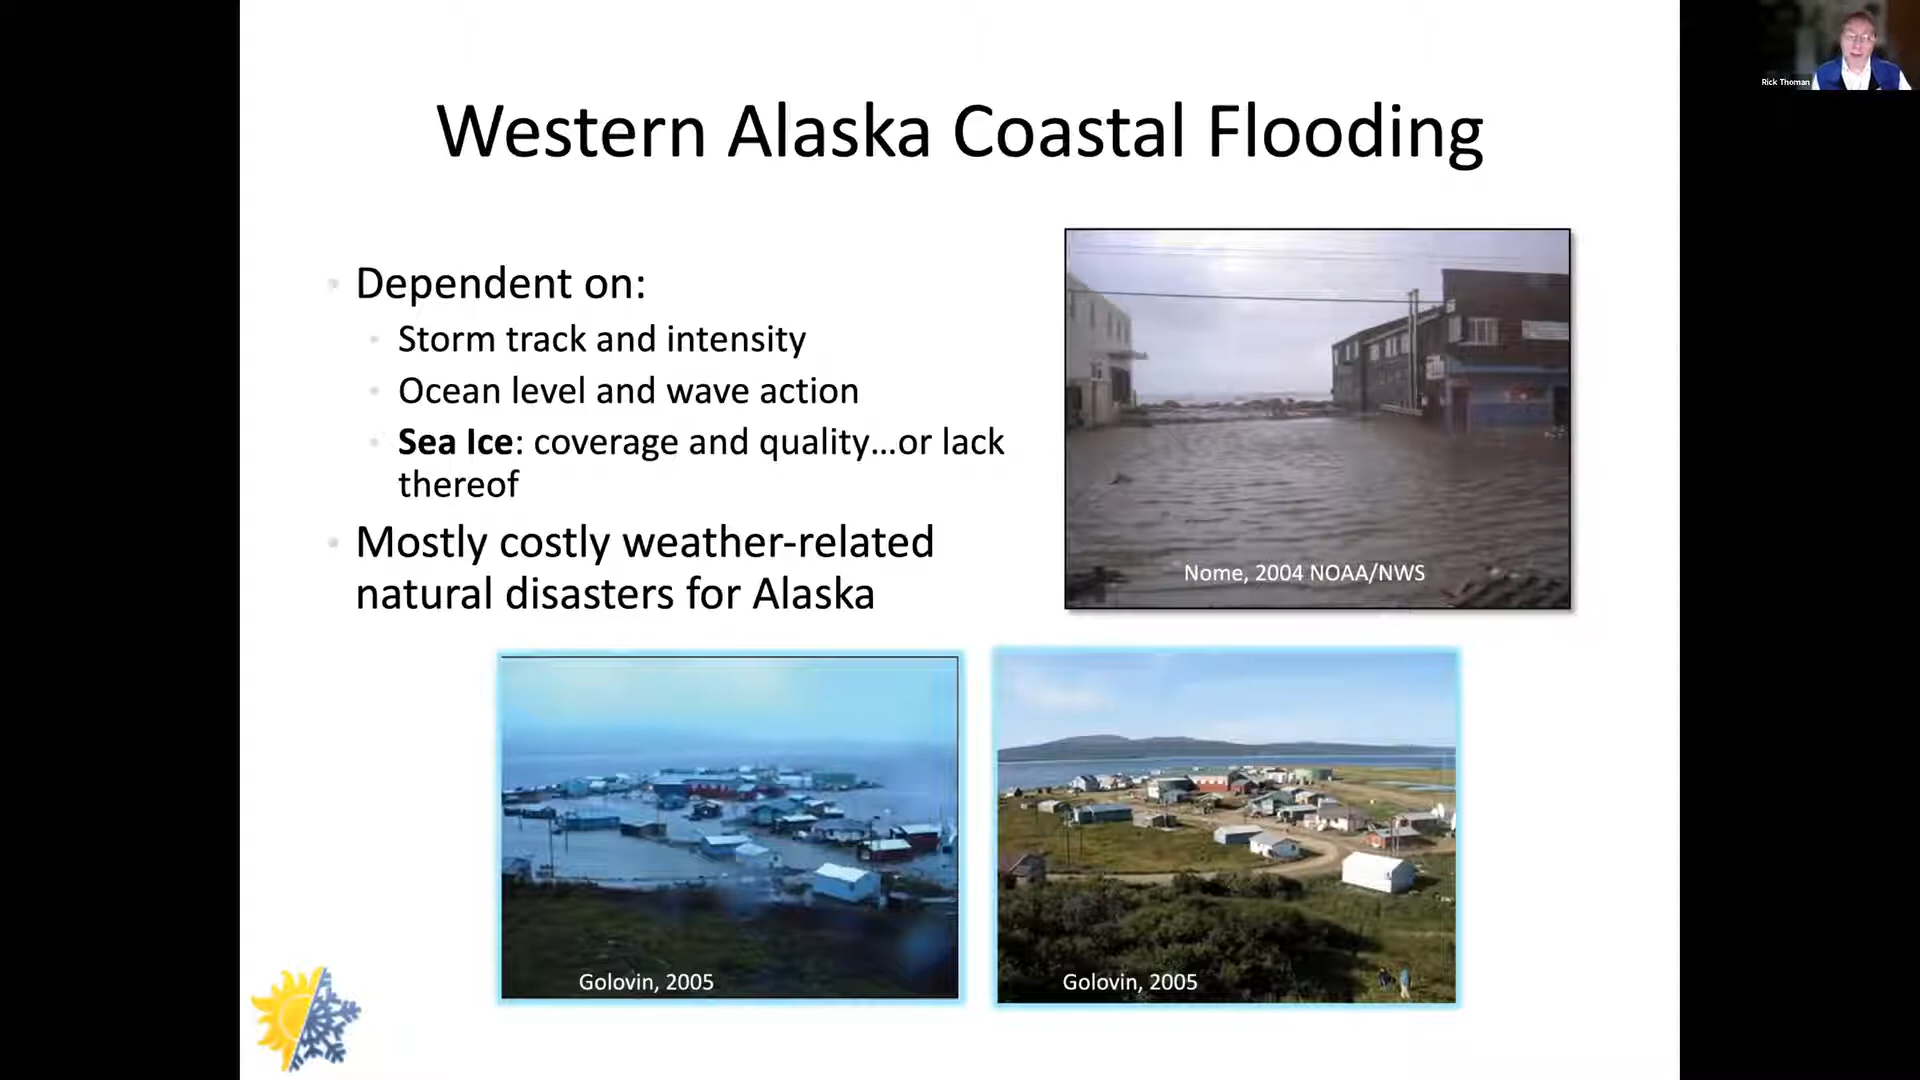 Rick Thoman
Western Alaska Coastal Flooding
Dependent on:
Storm track and intensity
Ocean level and wave action
Sea Ice: coverage and quality...or lack
thereof
Mostly costly weather-related
natural disasters for Alaska
Nome, 2004 NOAA/NWS
Golovin, 2005
Golovin, 2005